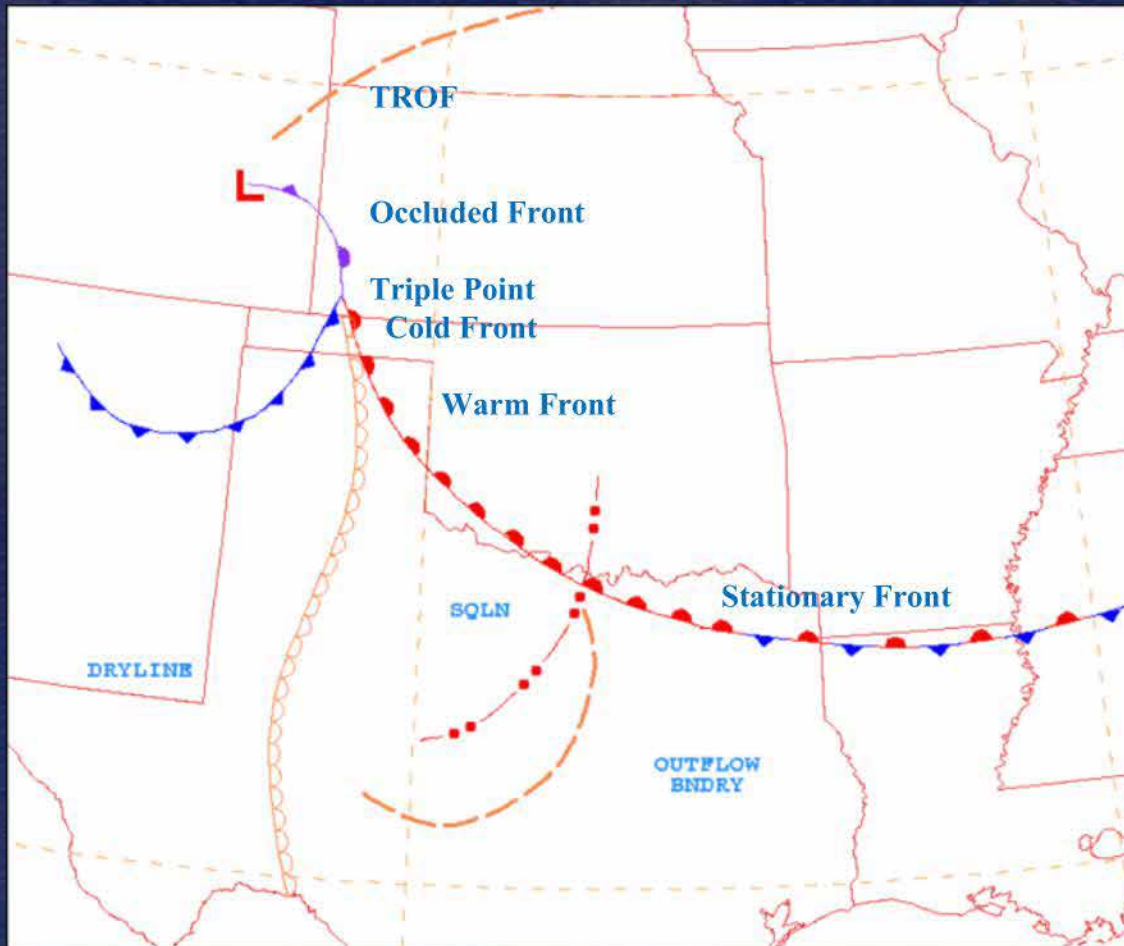 TROF
L
Occluded Front
Triple Point
Cold Front
Warm Front
Stationary Front
SQLN
DRYLINE
OUTFLOW
BNDRY